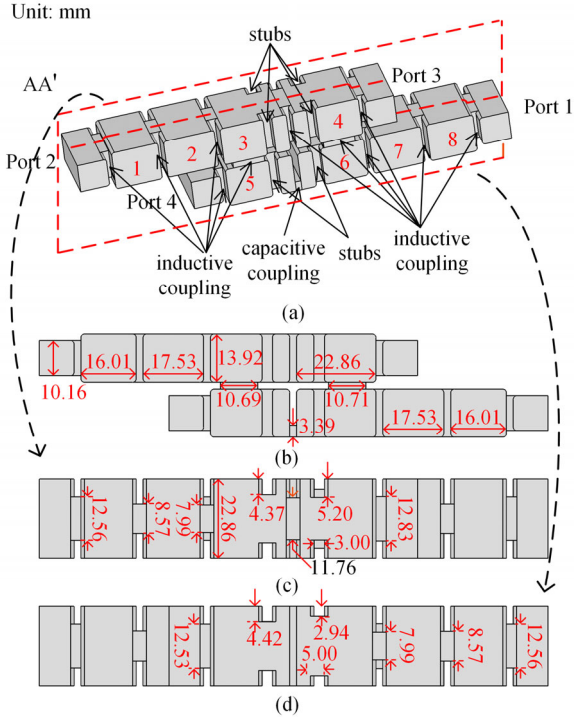 Unit: mm
stubs
AA'
Port 3
Port 1
4
3
8
2
7
Port 2
1
6
5
Port 4
inductive
coupling
capacitive
coupling
stubs
inductive
coupling
(a)
16.01
17.53
13.92
22.86
10.16
10.69
10.71
17.53
16.01
3.39
(b)
12.56
8.57
7.99
22.86
4.37
5.20
12.83
3.00
11.76
(c)
12.53
4.42
2.94
5.00
7.99
8.57
12.56
(d)